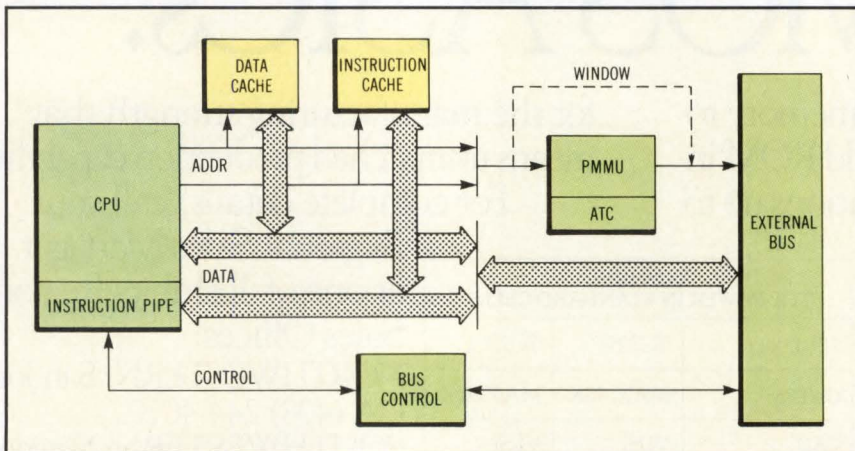 DATA
CACHE
INSTRUCTION
CACHE
WINDOW
ADDR
CPU
PMMU
ATC
EXTERNAL
BUS
DATA
INSTRUCTION PIPE
CONTROL
BUS
CONTROL